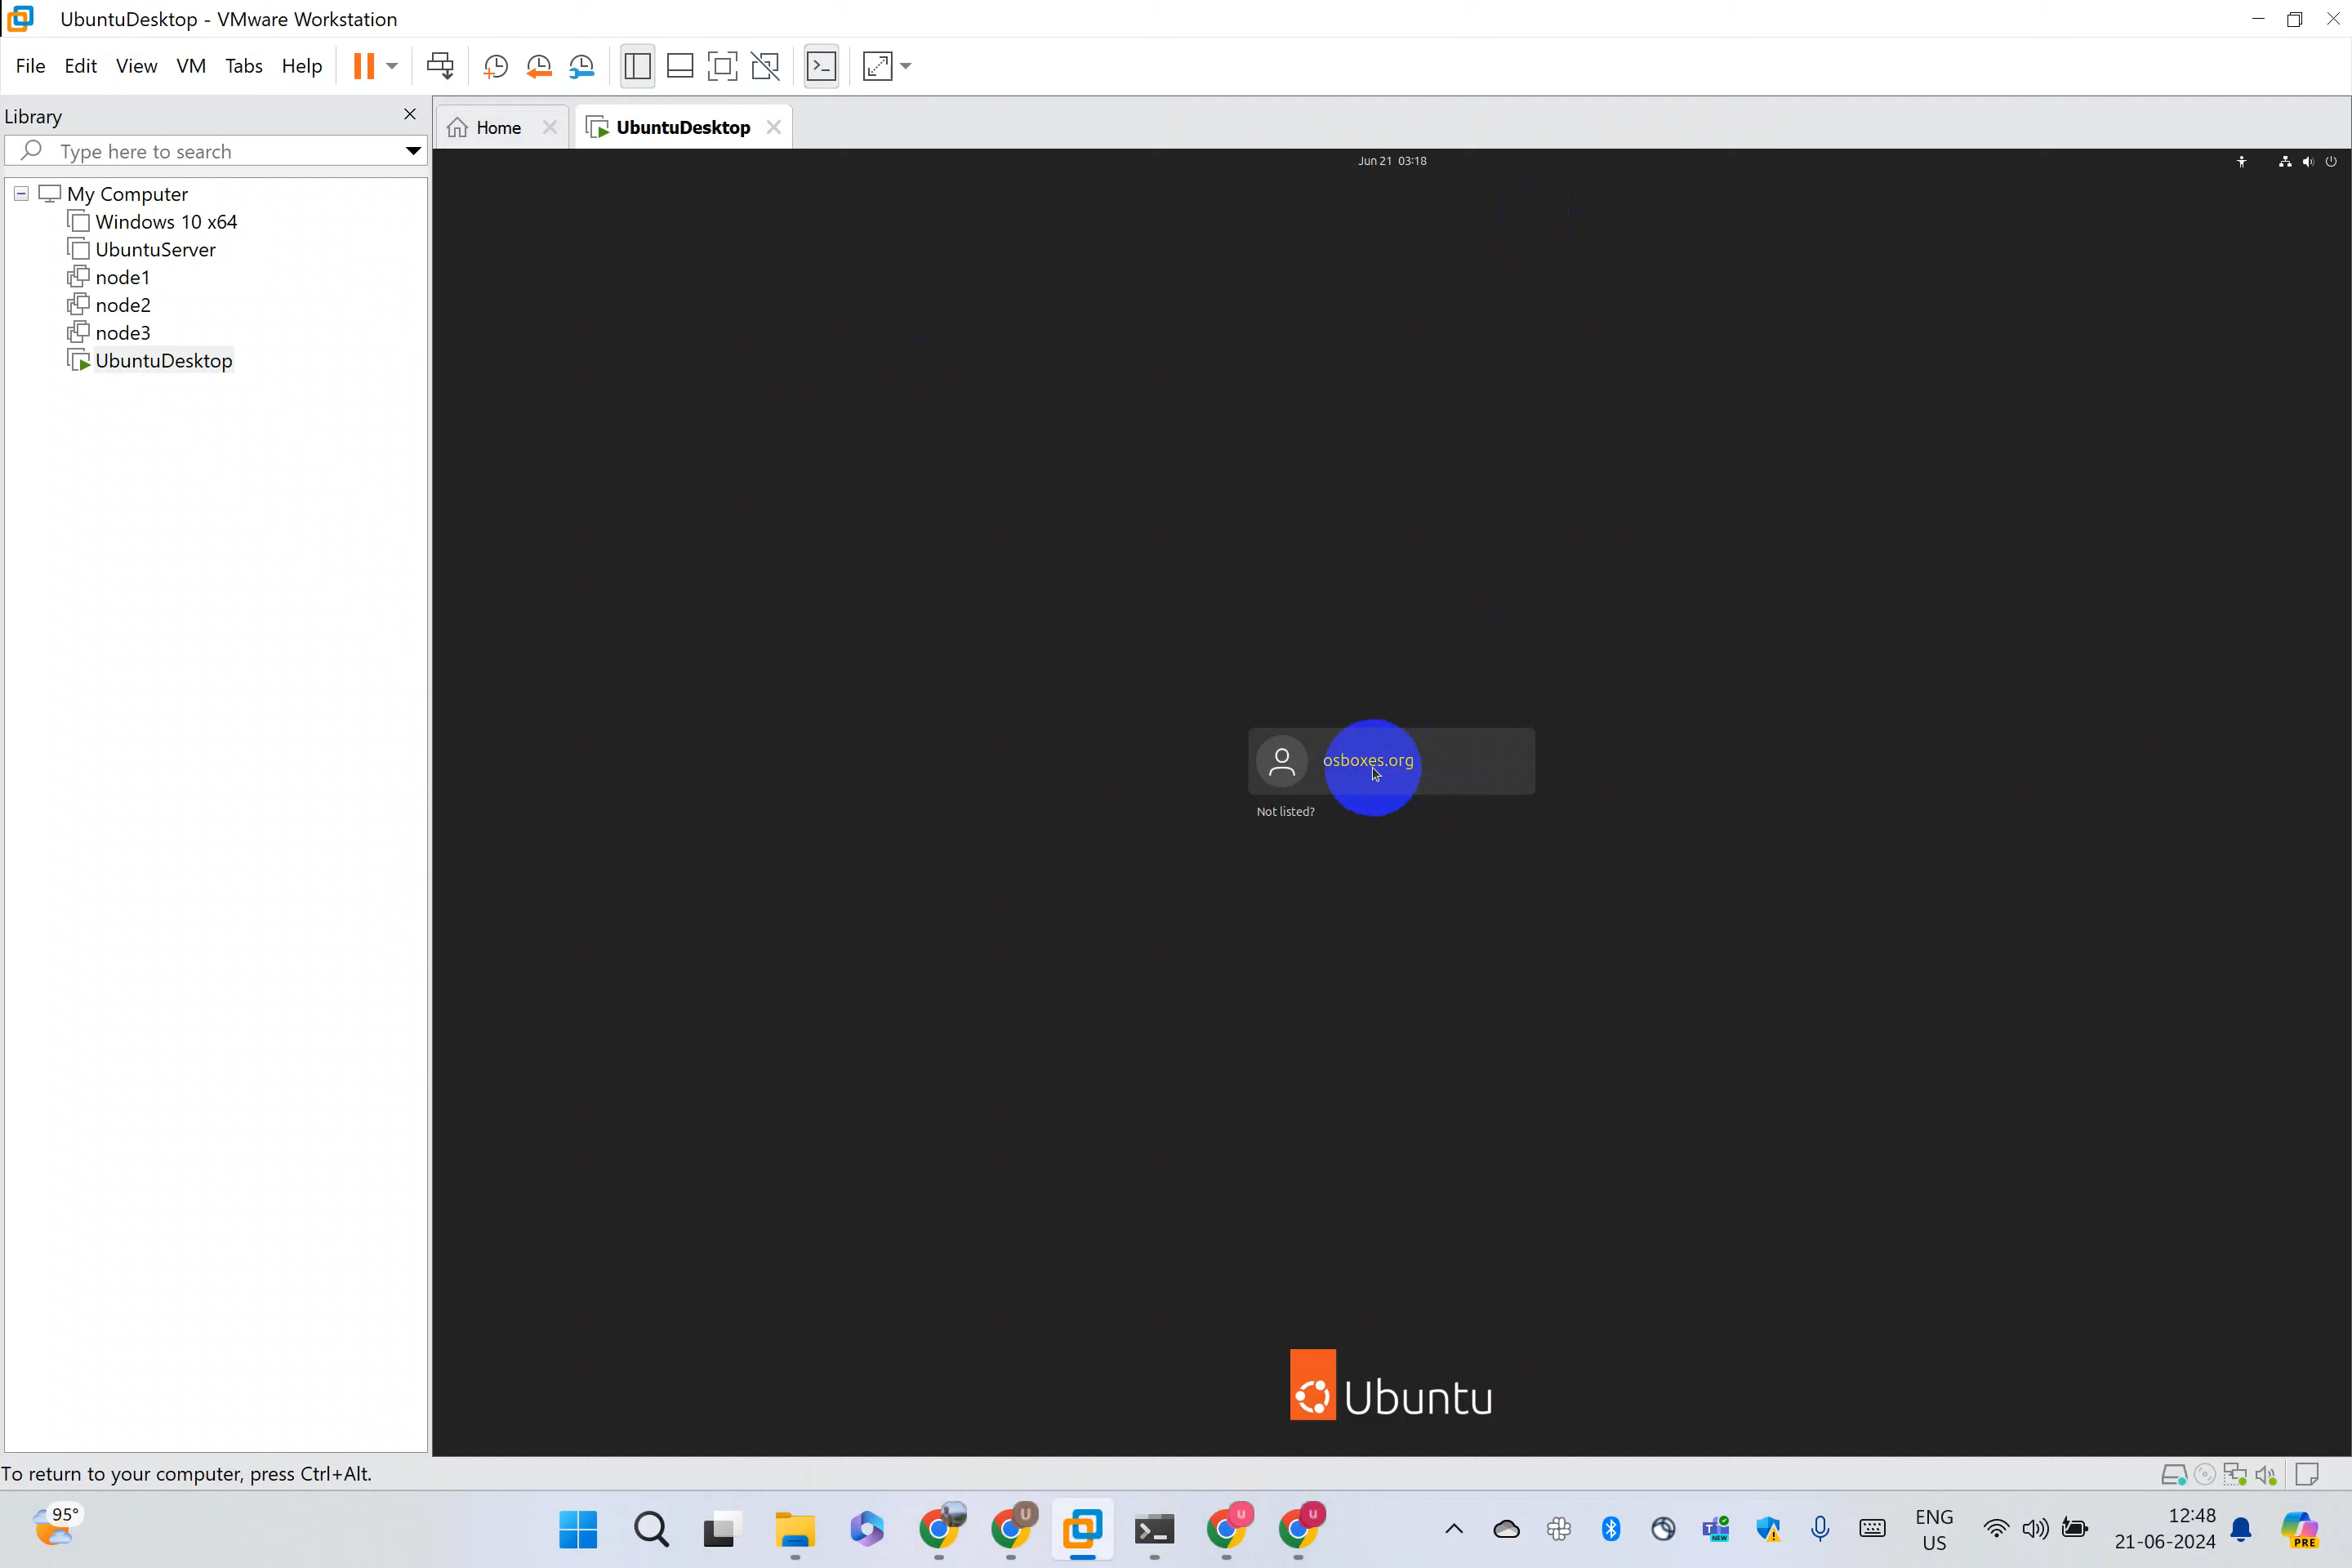 UbuntuDesktop - VMware Workstation
File Edit View VM Tabs Help
Library
Type here to search
My Computer
Windows 10 x64
UbuntuServer
node1
node2
node3
UbuntuDesktop
Home
UbuntuDesktop
Jun 21 03:18
osboxes.org
Not listed?
Ubuntu
To return to your computer, press Ctrl+Alt.
95°
U
u
u
NEW
ENG
US
12:48
21-06-2024
PRE